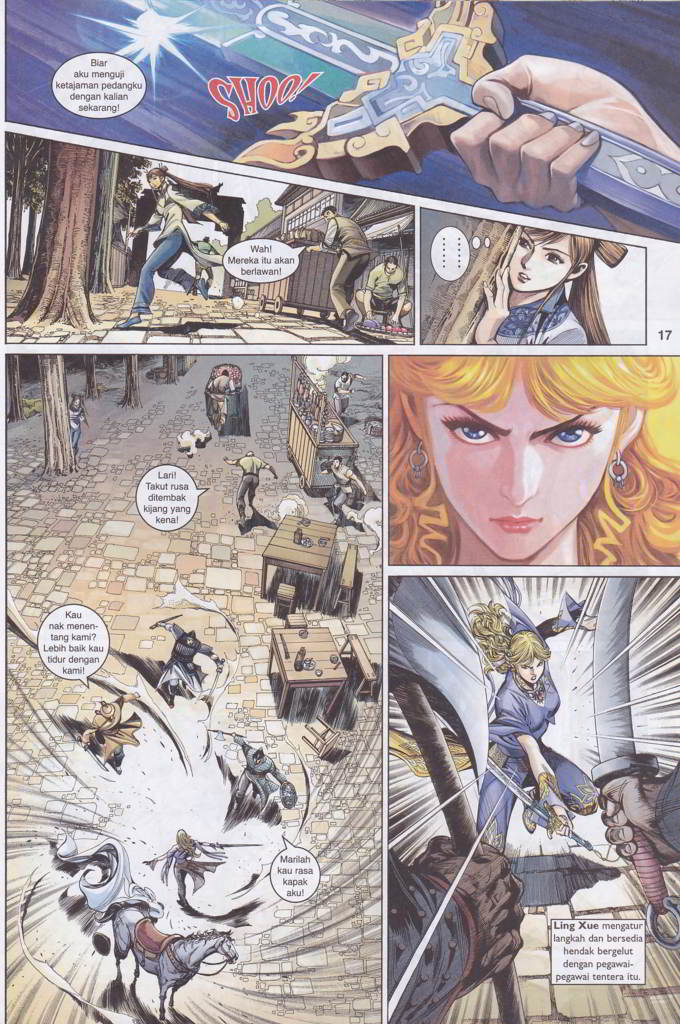 Biar
aku menguji
ketajaman pedangku
dengan kalian
sekarang!
SHOO!
Wah!
Mereka itu akan
berlawan!
......
..
17
Lari!
Takut rusa
ditembak
kijang yang
kena!
Kau
nak menen-
tang kami?
Lebih baik kau
tidur dengan
kami!
Marilah
kau rasa
kapak
aku!
Ling Xue mengatur
langkah dan bersedia
hendak bergelut
dengan pegawai-
pegawai tentera itu.